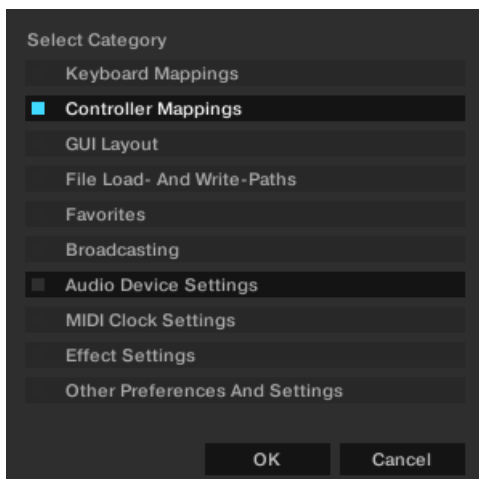 Select Category
Keyboard Mappings
Controller Mappings
GUI Layout
File Load- And Write-Paths
Favorites
Broadcasting
Audio Device Settings
MIDI Clock Settings
Effect Settings
Other Preferences And Settings
OK Cancel